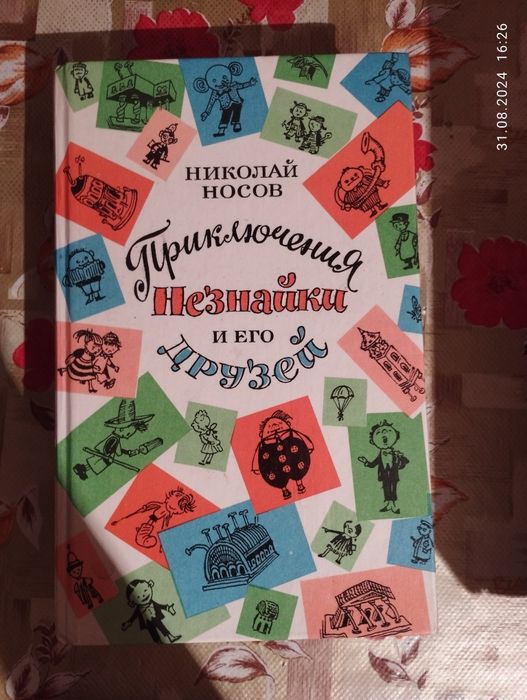 31.08.2024 16:26
НИКОЛАЙ
НОСОВ
Приключения
Незнайки
И ЕГО
друзей